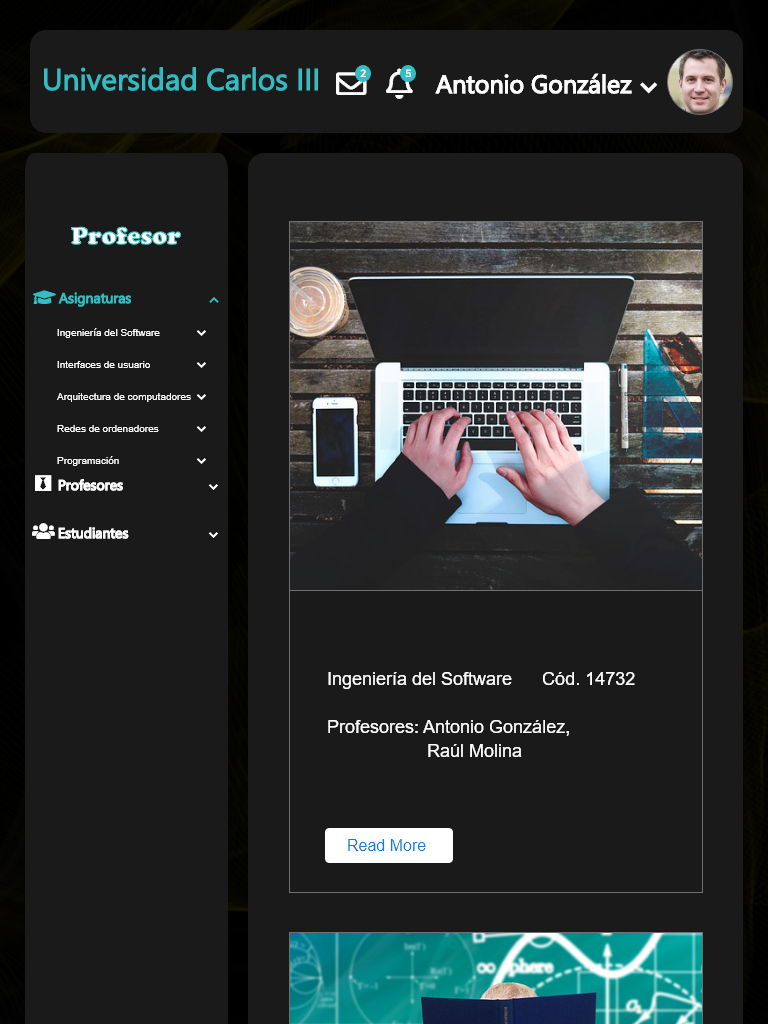 Universidad Carlos III
2
5
Antonio González
Profesor
Asignaturas
Ingeniería del Software
Interfaces de usuario
Arquitectura de computadores
Redes de ordenadores
Programación
Profesores
Estudiantes
Ingeniería del Software Cód. 14732
Profesores: Antonio González,
Raúl Molina
Read More
sphere